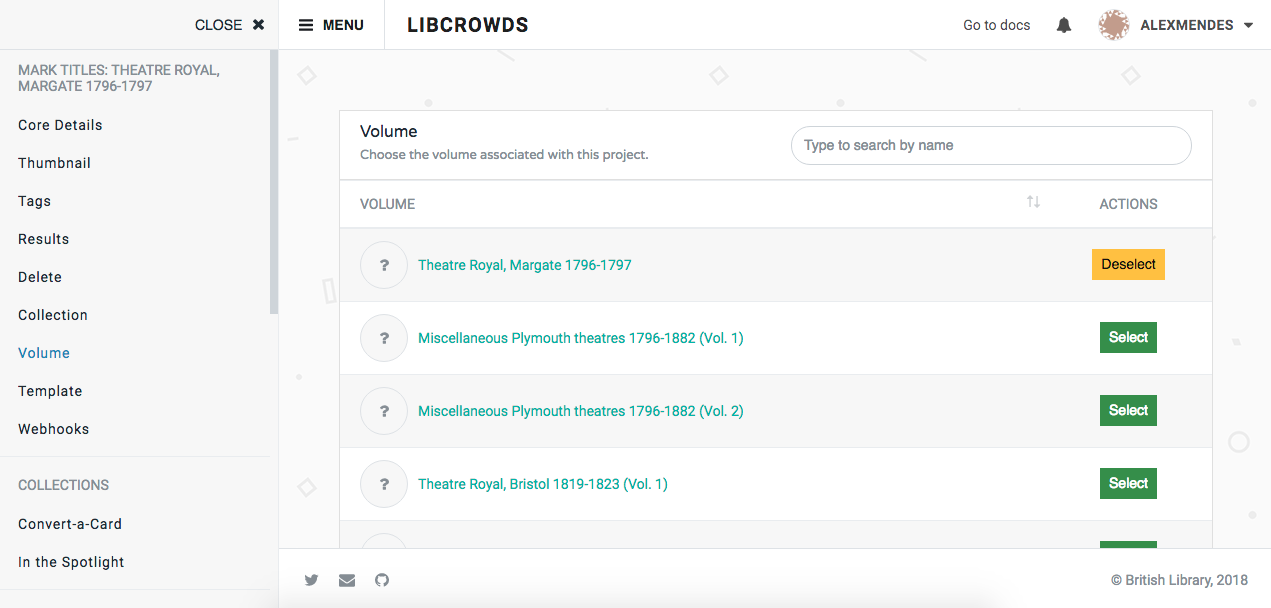 CLOSE ✖
MENU
LIBCROWDS
Go to docs
ALEXMENDES
MARK TITLES: THEATRE ROYAL,
MARGATE 1796-1797
Core Details
Thumbnail
Tags
Results
Delete
Collection
Volume
Template
Webhooks
COLLECTIONS
Convert-a-Card
In the Spotlight
Volume
Choose the volume associated with this project.
Type to search by name
VOLUME
ACTIONS
? Theatre Royal, Margate 1796-1797 Deselect
? Miscellaneous Plymouth theatres 1796-1882 (Vol. 1) Select
? Miscellaneous Plymouth theatres 1796-1882 (Vol. 2) Select
? Theatre Royal, Bristol 1819-1823 (Vol. 1) Select
© British Library, 2018